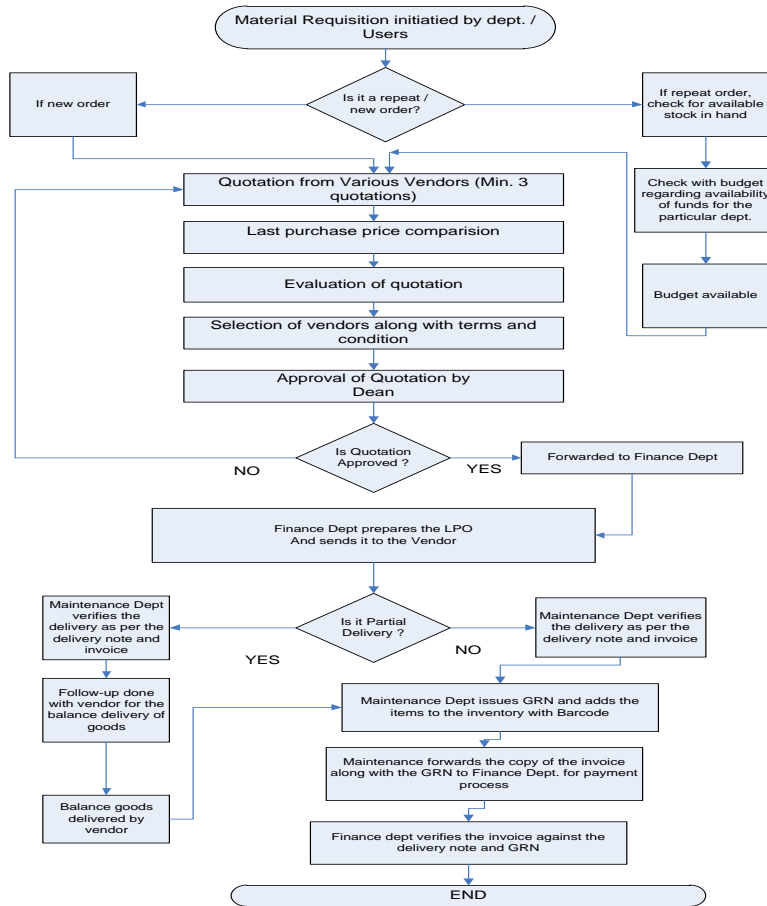 Material Requisition initiatied by dept. /
Users
Is it a repeat /
new order?
If new order
If repeat order,
check for available
stock in hand
Check with budget
regarding availability
of funds for the
particular dept.
Budget available
Quotation from Various Vendors (Min. 3
quotations)
Last purchase price comparision
Evaluation of quotation
Selection of vendors along with terms and
condition
Approval of Quotation by
Dean
Is Quotation
Approved ?
NO
YES
Forwarded to Finance Dept
Finance Dept prepares the LPO
And sends it to the Vendor
Is it Partial
Delivery ?
YES
NO
Maintenance Dept
verifies the
delivery as per the
delivery note and
invoice
Maintenance Dept verifies
the delivery as per the
delivery note and invoice
Follow-up done
with vendor for the
balance delivery of
goods
Balance goods
delivered by
vendor
Maintenance Dept issues GRN and adds the
items to the inventory with Barcode
Maintenance forwards the copy of the invoice
along with the GRN to Finance Dept. for payment
process
Finance dept verifies the invoice against the
delivery note and GRN
END